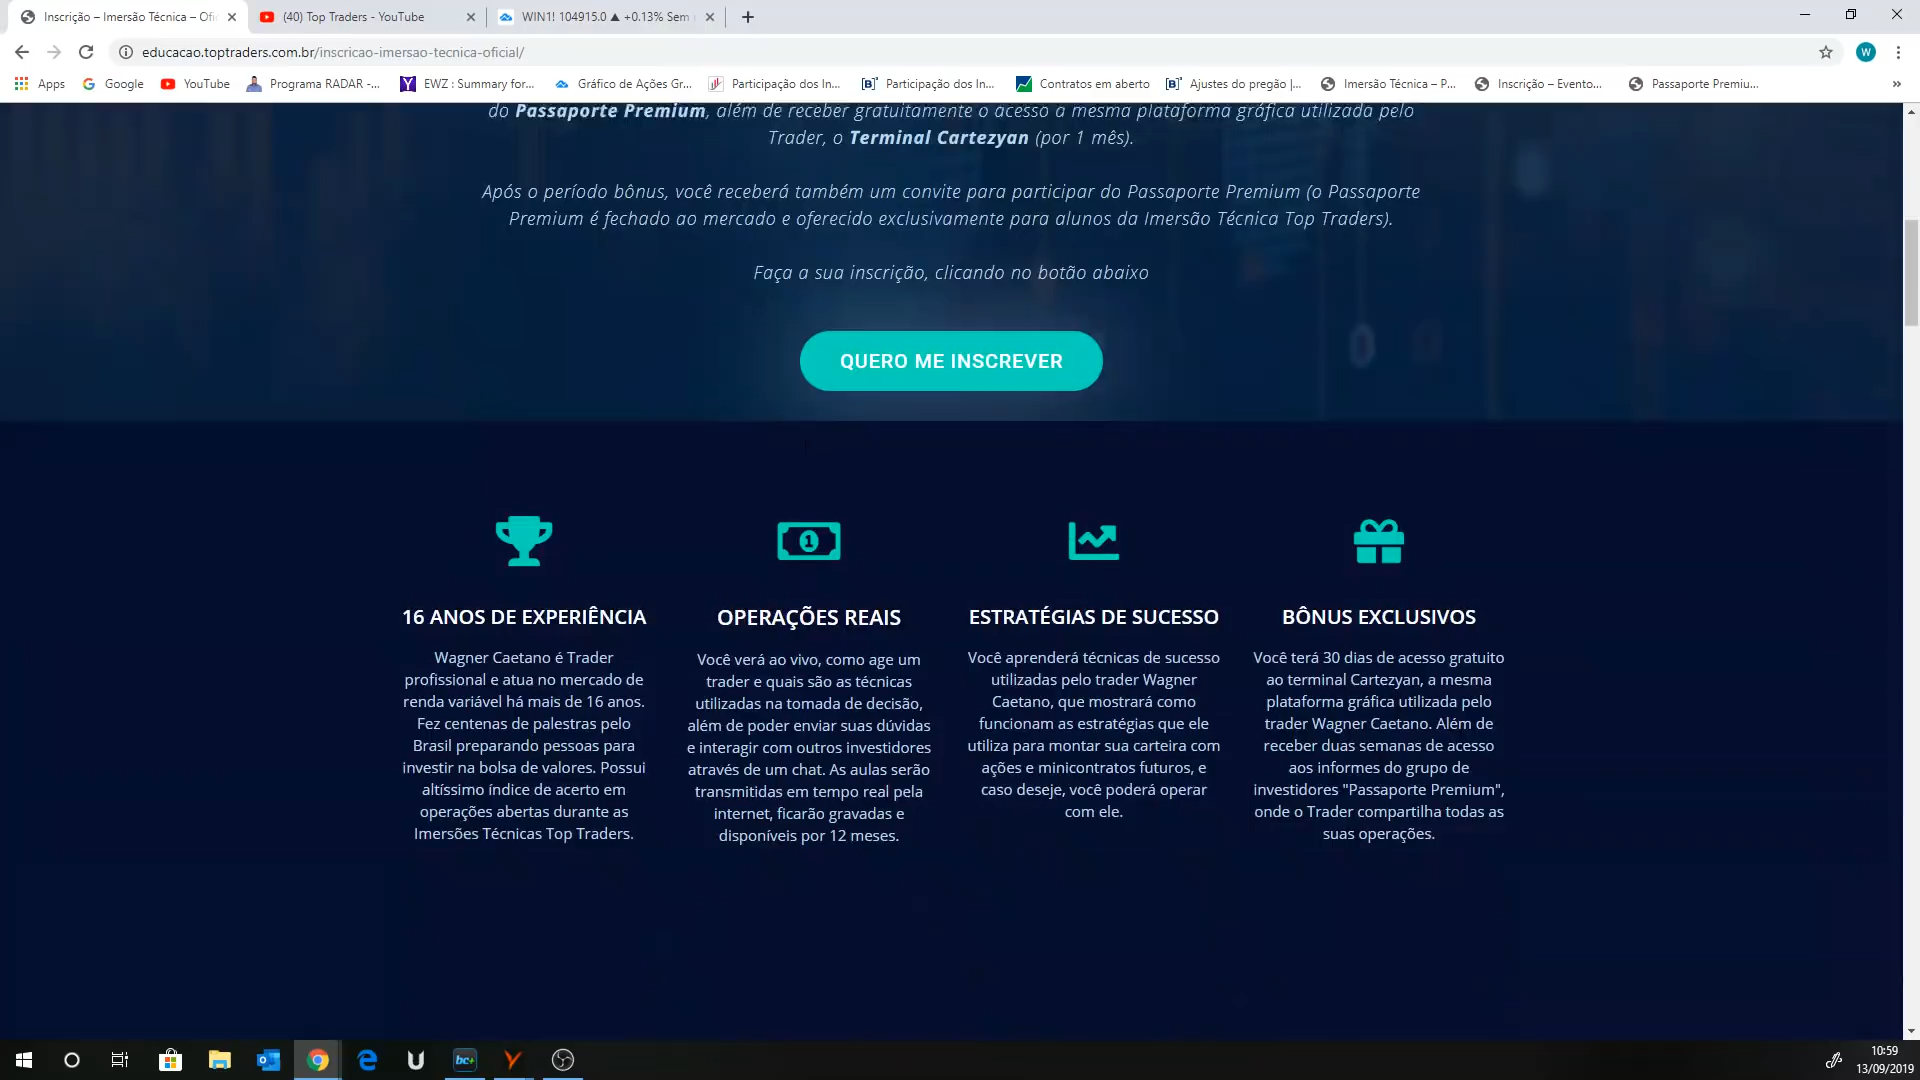 Inscrição – Imersão Técnica – Ofi
(40) Top Traders - YouTube
WIN1! 104915.0 ▲ +0.13% Sem
educacao.toptraders.com.br/inscricao-imersao-tecnica-oficial/
W
Apps
Google
YouTube
Programa RADAR -...
EWZ : Summary for...
Gráfico de Ações Gr...
Participação dos In...
Participação dos In...
Contratos em aberto
Ajustes do pregão |...
Imersão Técnica – P...
Inscrição – Evento...
Passaporte Premiu...
»
do Passaporte Premium, além de receber gratuitamente o acesso a mesma plataforma gráfica utilizada pelo
Trader, o Terminal Cartezyan (por 1 mês).
Após o período bônus, você receberá também um convite para participar do Passaporte Premium (o Passaporte
Premium é fechado ao mercado e oferecido exclusivamente para alunos da Imersão Técnica Top Traders).
Faça a sua inscrição, clicando no botão abaixo
QUERO ME INSCREVER
16 ANOS DE EXPERIÊNCIA
Wagner Caetano é Trader
profissional e atua no mercado de
renda variável há mais de 16 anos.
Fez centenas de palestras pelo
Brasil preparando pessoas para
investir na bolsa de valores. Possui
altíssimo índice de acerto em
operações abertas durante as
Imersões Técnicas Top Traders.
OPERAÇÕES REAIS
Você verá ao vivo, como age um
trader e quais são as técnicas
utilizadas na tomada de decisão,
além de poder enviar suas dúvidas
e interagir com outros investidores
através de um chat. As aulas serão
transmitidas em tempo real pela
internet, ficarão gravadas e
disponíveis por 12 meses.
ESTRATÉGIAS DE SUCESSO
Você aprenderá técnicas de sucesso
utilizadas pelo trader Wagner
Caetano, que mostrará como
funcionam as estratégias que ele
utiliza para montar sua carteira com
ações e minicontratos futuros, e
caso deseje, você poderá operar
com ele.
BÔNUS EXCLUSIVOS
Você terá 30 dias de acesso gratuito
ao terminal Cartezyan, a mesma
plataforma gráfica utilizada pelo
trader Wagner Caetano. Além de
receber duas semanas de acesso
aos informes do grupo de
investidores "Passaporte Premium",
onde o Trader compartilha todas as
suas operações.
bc+
10:59
13/09/2019